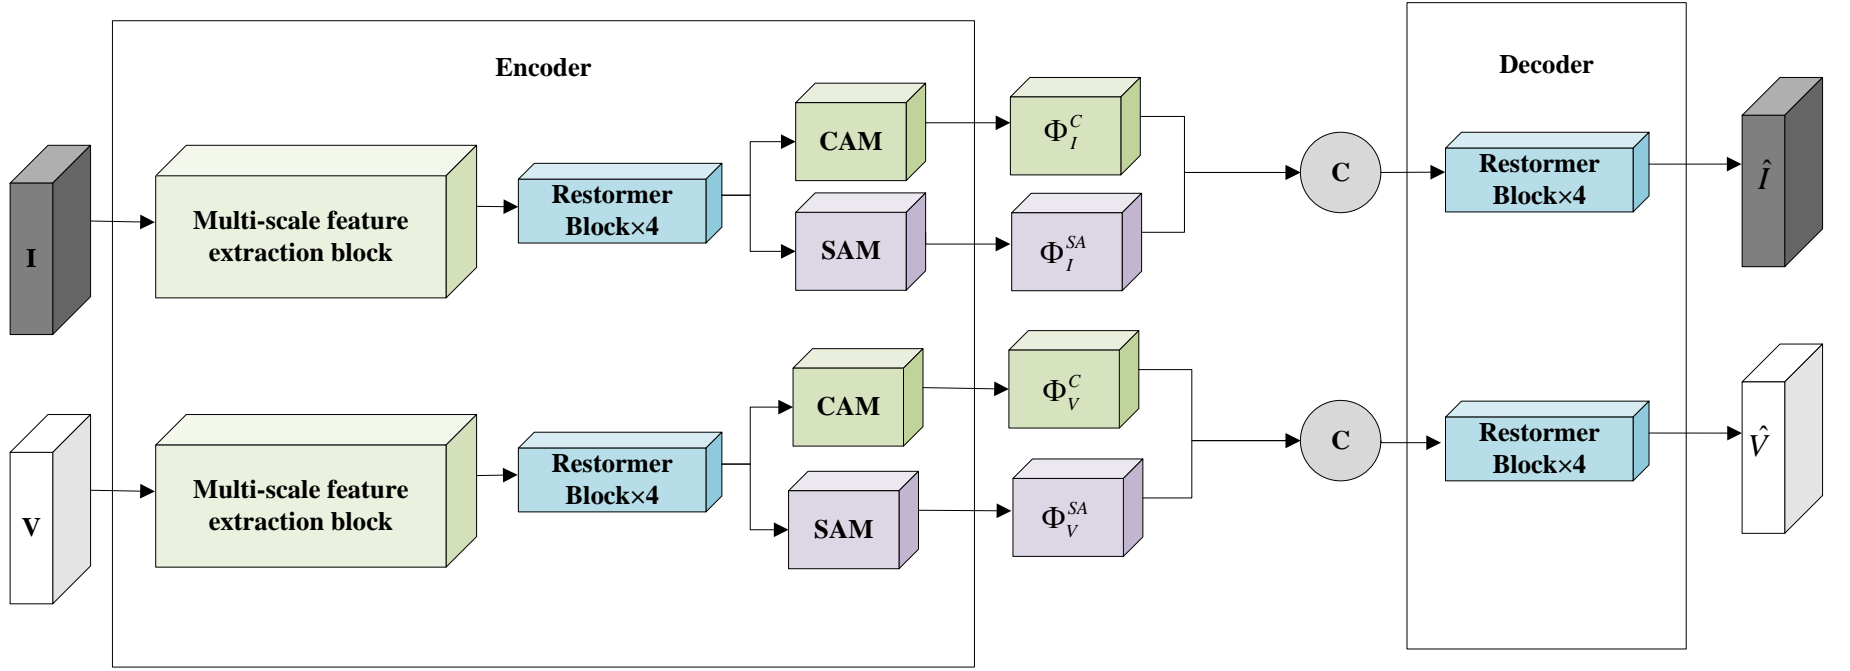 Encoder
Decoder
I
Multi-scale feature
extraction block
Restormer
Block×4
CAM
SAM
Φ_I^C
Φ_I^{SA}
C
Restormer
Block×4
Î
V
Multi-scale feature
extraction block
Restormer
Block×4
CAM
SAM
Φ_V^C
Φ_V^{SA}
C
Restormer
Block×4
V̂